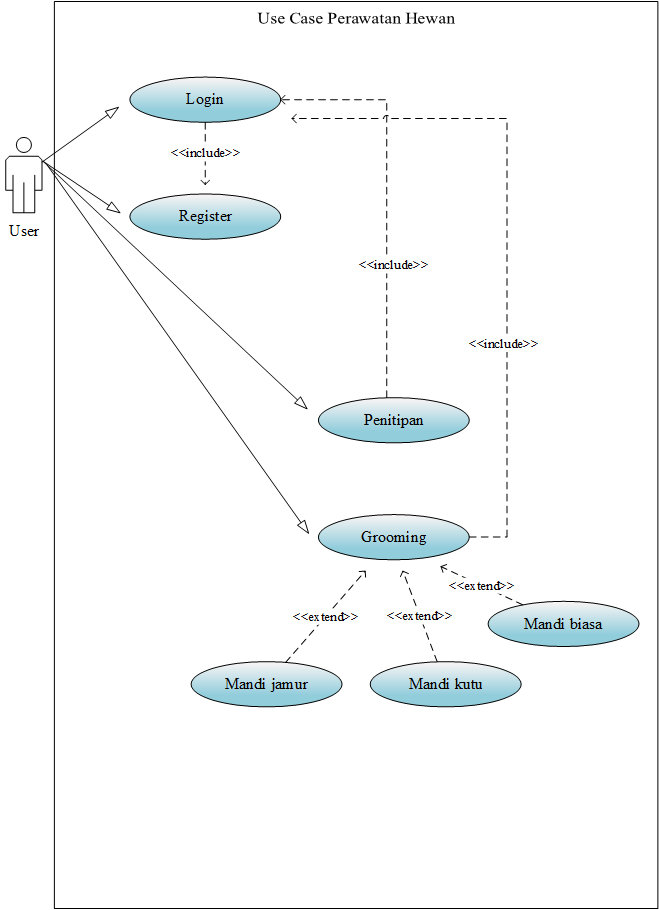 Use Case Perawatan Hewan
Login
<<include>>
User
Register
<<include>>
<<include>>
Penitipan
Grooming
<<extend>>
<<extend>>
<<extend>>
Mandi biasa
Mandi jamur
Mandi kutu